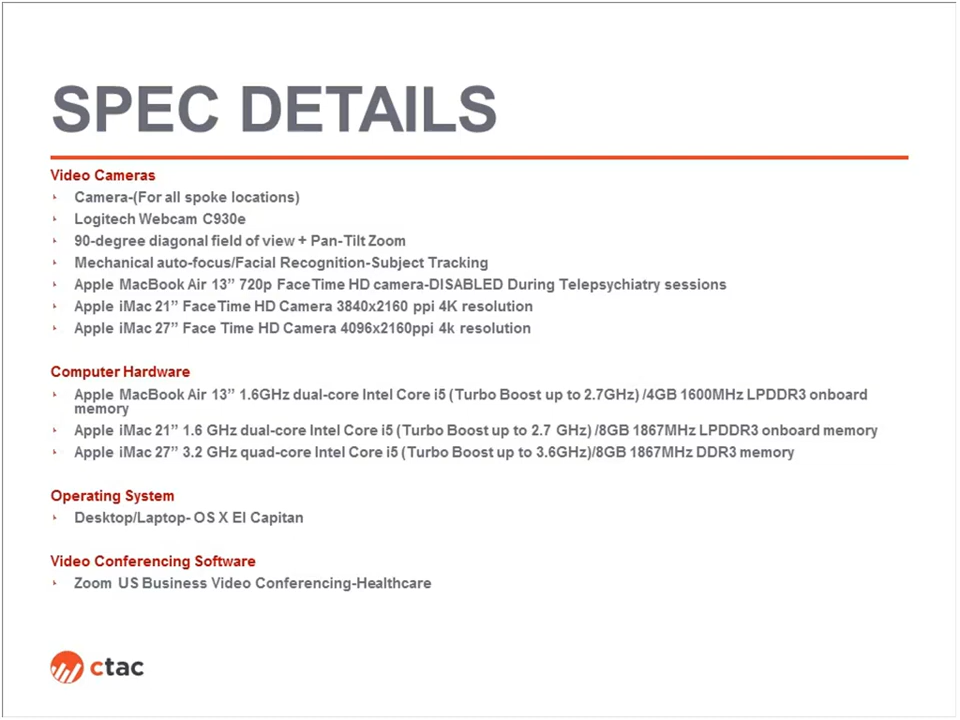 SPEC DETAILS
Video Cameras
Camera-(For all spoke locations)
Logitech Webcam C930e
90-degree diagonal field of view + Pan-Tilt Zoom
Mechanical auto-focus/Facial Recognition-Subject Tracking
Apple MacBook Air 13” 720p FaceTime HD camera-DISABLED During Telepsychiatry sessions
Apple iMac 21” FaceTime HD Camera 3840x2160 ppi 4K resolution
Apple iMac 27” Face Time HD Camera 4096x2160ppi 4k resolution
Computer Hardware
Apple MacBook Air 13” 1.6GHz dual-core Intel Core i5 (Turbo Boost up to 2.7GHz) /4GB 1600MHz LPDDR3 onboard
memory
Apple iMac 21” 1.6 GHz dual-core Intel Core i5 (Turbo Boost up to 2.7 GHz) /8GB 1867MHz LPDDR3 onboard memory
Apple iMac 27” 3.2 GHz quad-core Intel Core i5 (Turbo Boost up to 3.6GHz)/8GB 1867MHz DDR3 memory
Operating System
Desktop/Laptop- OS X El Capitan
Video Conferencing Software
Zoom US Business Video Conferencing-Healthcare
ctac